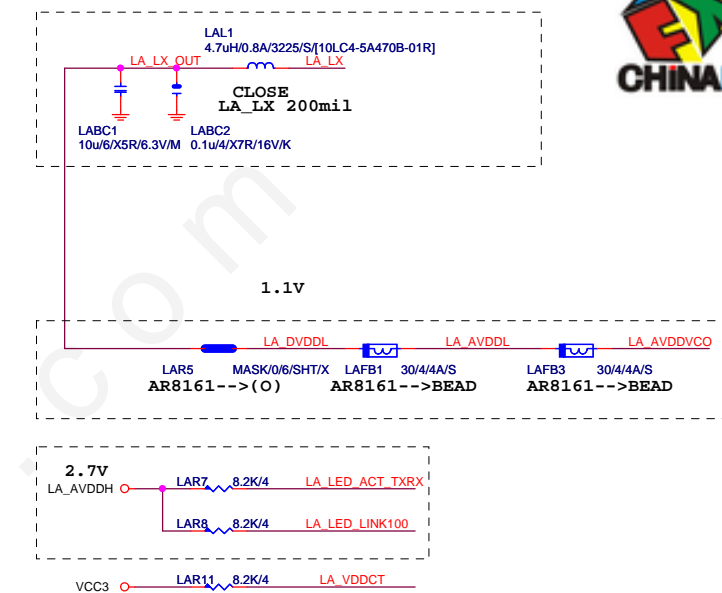 LAL1
4.7uH/0.8A/3225/S/[10LC4-5A470B-01R]
LA_LX_OUT
LA_LX
CLOSE
LA_LX 200mil
LABC1
10u/6/X5R/6.3V/M
LABC2
0.1u/4/X7R/16V/K
1.1V
LA_DVDDL
LA_AVDDL
LA_AVDDVCO
LAR5
MASK/0/6/SHT/X
LAFB1
30/4/4A/S
LAFB3
30/4/4A/S
AR8161-->(O)
AR8161-->BEAD
AR8161-->BEAD
2.7V
LA_AVDDH
LAR7
8.2K/4
LA_LED_ACT_TXRX
LAR8
8.2K/4
LA_LED_LINK100
VCC3
LAR11
8.2K/4
LA_VDDCT
com